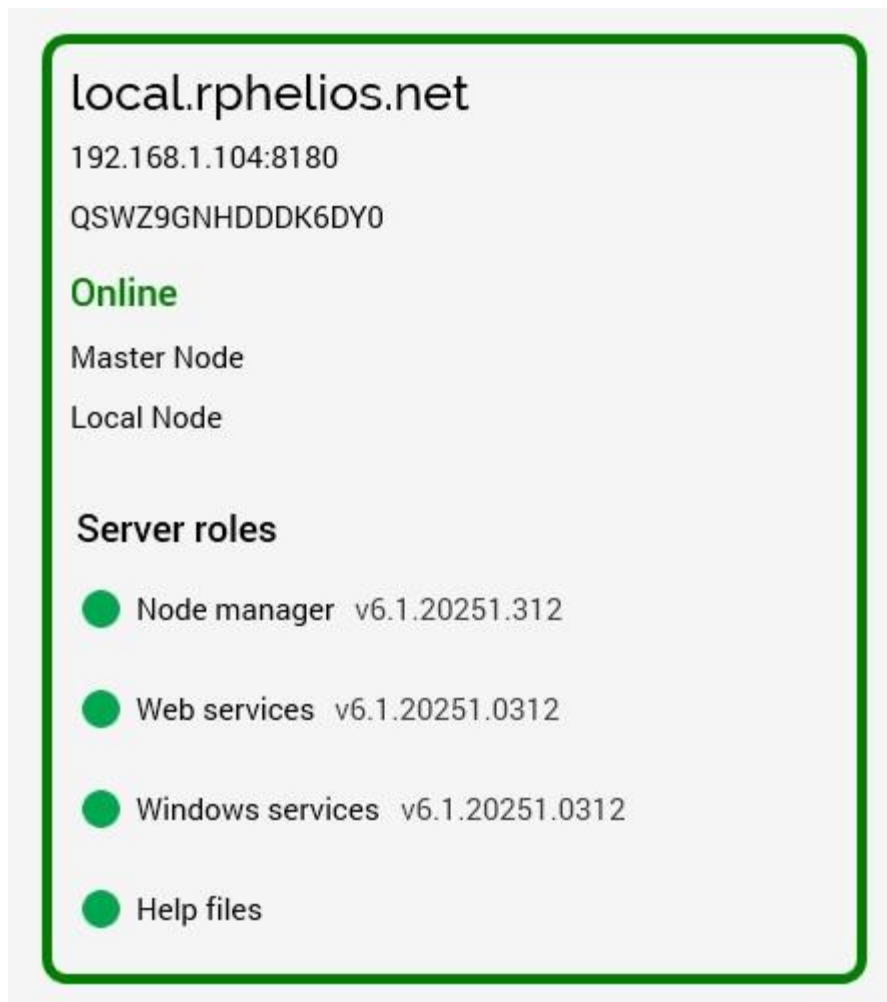 local.rphelios.net
192.168.1.104:8180
QSWZ9GNHDDDK6DY0
Online
Master Node
Local Node
Server roles
Node manager v6.1.20251.312
Web services v6.1.20251.0312
Windows services v6.1.20251.0312
Help files